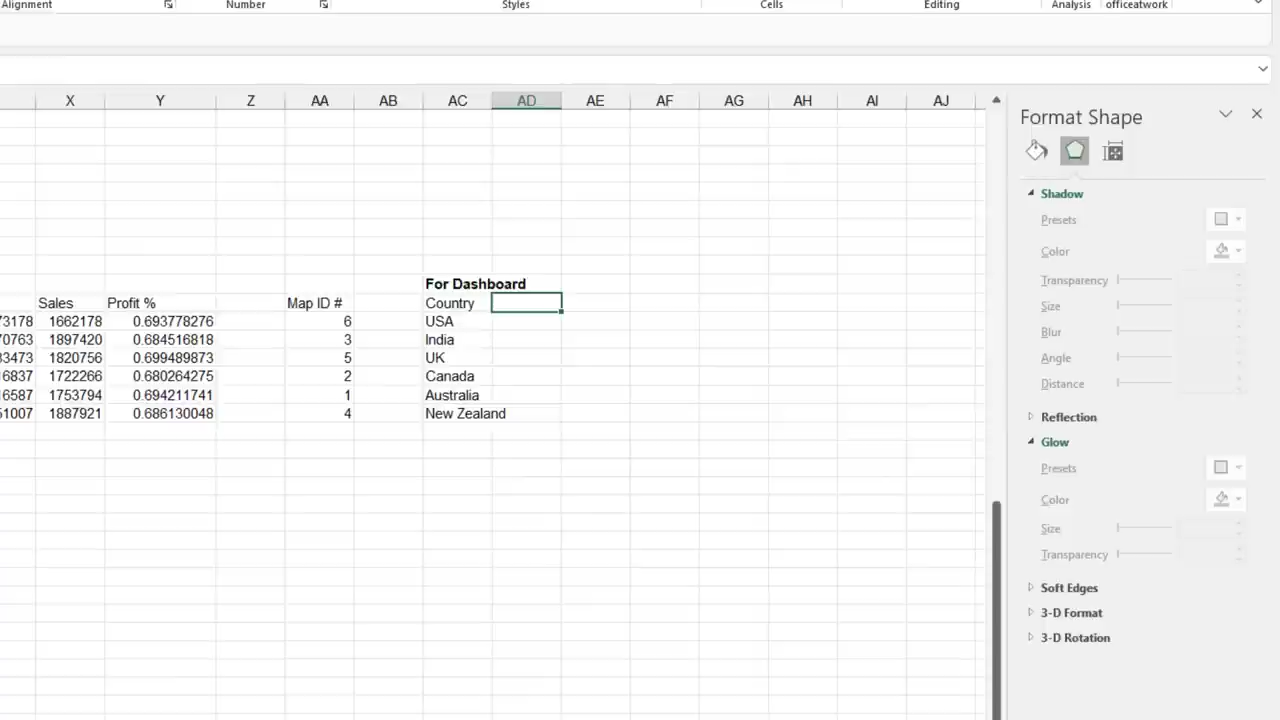 Alignment Number Styles Cells Editing Analysis officeatwork
X Y Z AA AB AC AD AE AF AG AH AI AJ
Format Shape
Shadow
Presets
Color
Transparency
Size
Blur
Angle
Distance
Reflection
Glow
Presets
Color
Size
Transparency
Soft Edges
3-D Format
3-D Rotation
For Dashboard
Sales Profit % Map ID # Country
73178 1662178 0.693778276 6 USA
70763 1897420 0.684516818 3 India
33473 1820756 0.699489873 5 UK
16837 1722266 0.680264275 2 Canada
16587 1753794 0.694211741 1 Australia
51007 1887921 0.686130048 4 New Zealand